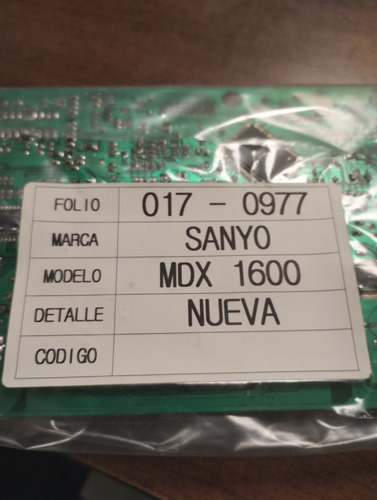 FOLIO 017 - 0977
MARCA SANYO
MODELO MDX 1600
DETALLE NUEVA
CODIGO